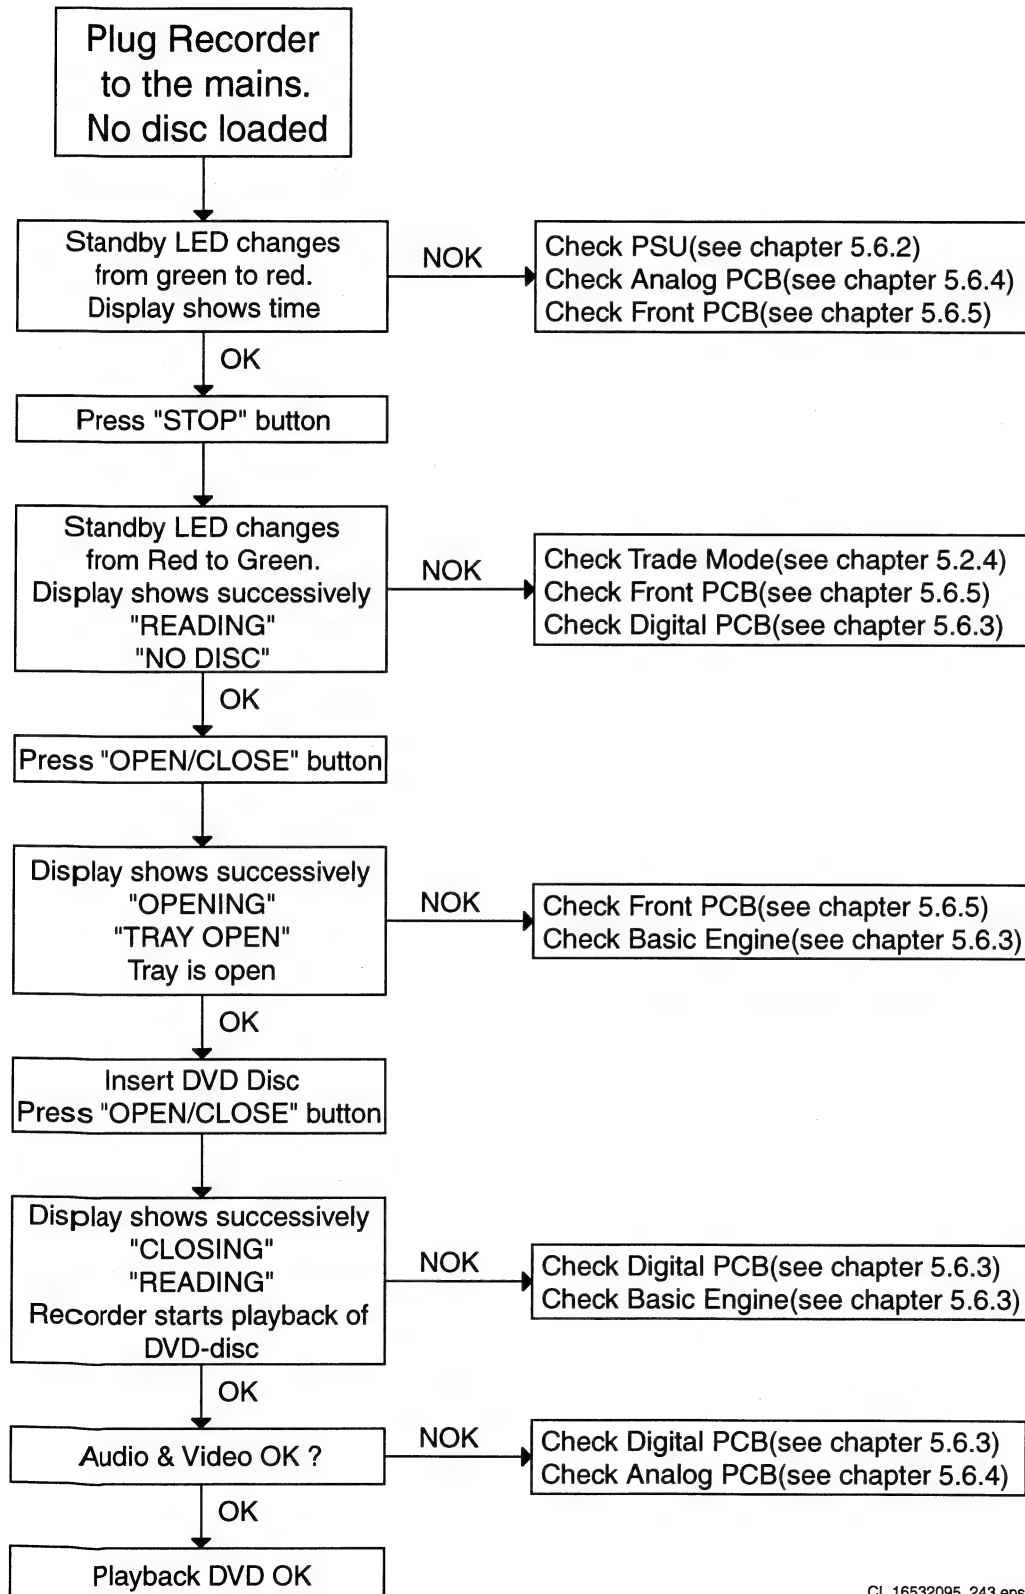 Plug Recorder
to the mains.
No disc loaded
Standby LED changes
from green to red.
Display shows time
NOK
Check PSU(see chapter 5.6.2)
Check Analog PCB(see chapter 5.6.4)
Check Front PCB(see chapter 5.6.5)
OK
Press "STOP" button
Standby LED changes
from Red to Green.
Display shows successively
"READING"
"NO DISC"
NOK
Check Trade Mode(see chapter 5.2.4)
Check Front PCB(see chapter 5.6.5)
Check Digital PCB(see chapter 5.6.3)
OK
Press "OPEN/CLOSE" button
Display shows successively
"OPENING"
"TRAY OPEN"
Tray is open
NOK
Check Front PCB(see chapter 5.6.5)
Check Basic Engine(see chapter 5.6.3)
OK
Insert DVD Disc
Press "OPEN/CLOSE" button
Display shows successively
"CLOSING"
"READING"
Recorder starts playback of
DVD-disc
NOK
Check Digital PCB(see chapter 5.6.3)
Check Basic Engine(see chapter 5.6.3)
OK
Audio & Video OK ?
NOK
Check Digital PCB(see chapter 5.6.3)
Check Analog PCB(see chapter 5.6.4)
OK
Playback DVD OK
CL 16532095_243.eps